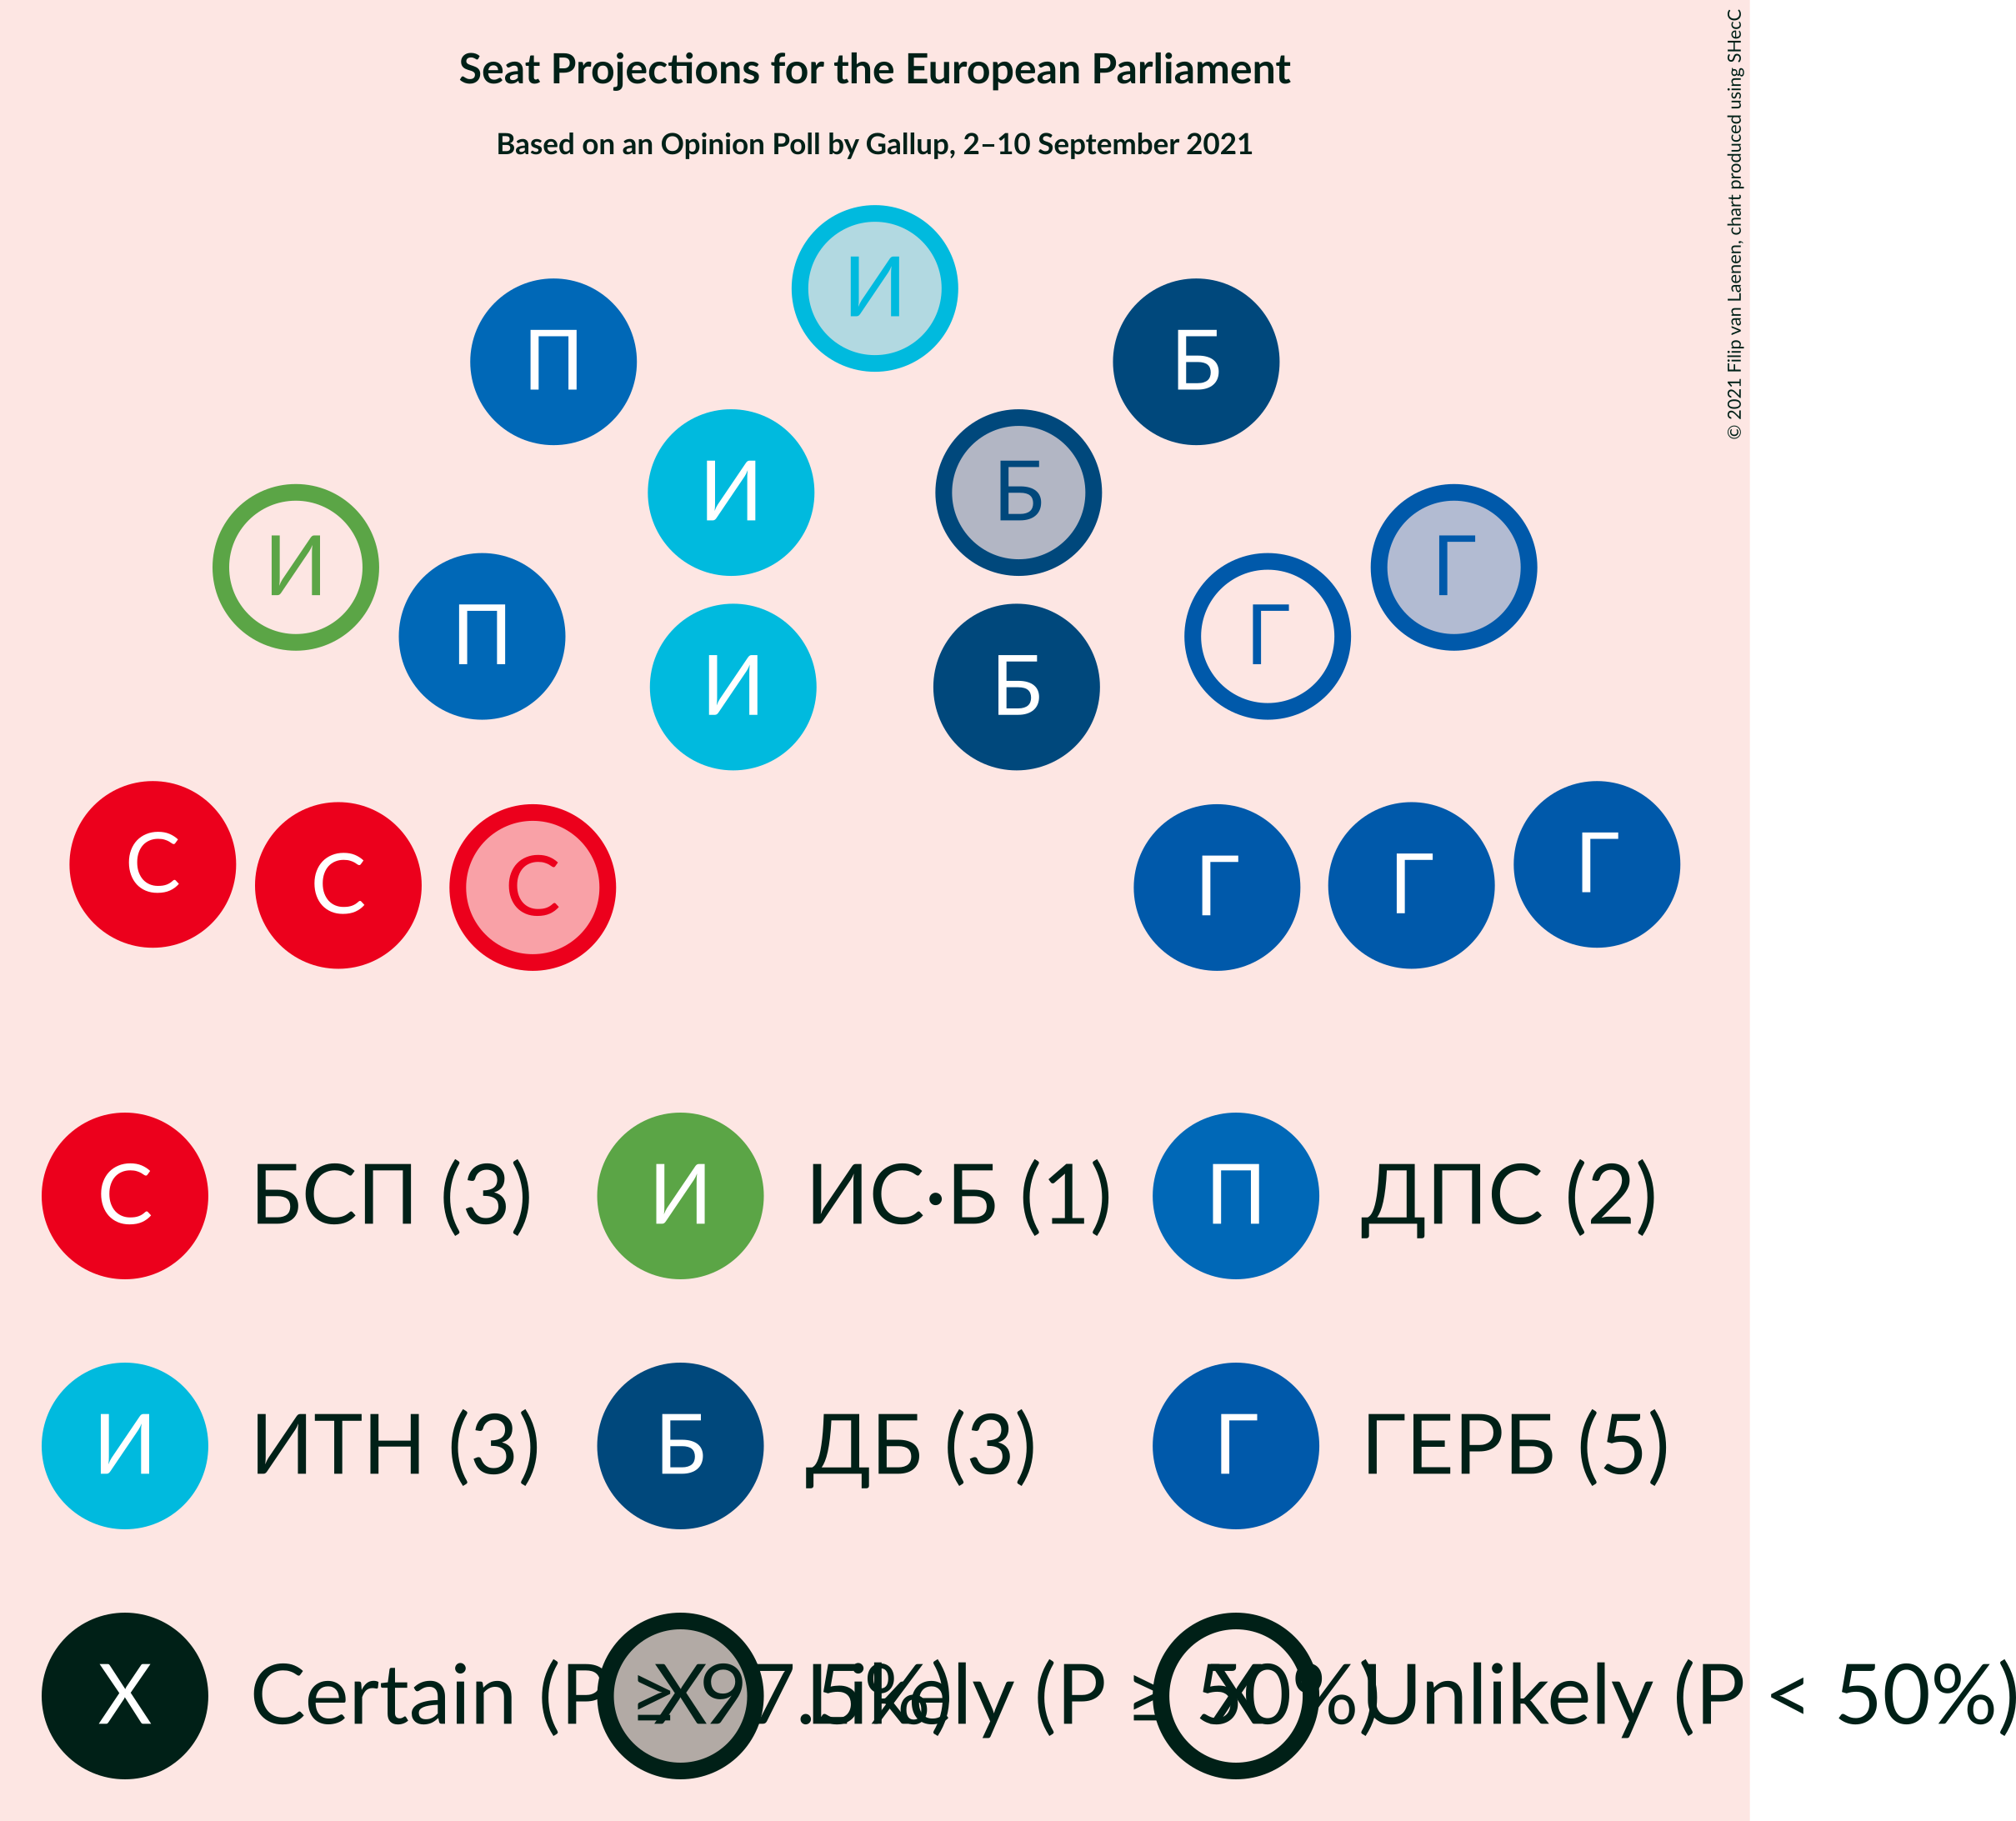 Seat Projections for the European Parliament
Based on an Opinion Poll by Gallup, 2–10 September 2021
© 2021 Filip van Laenen, chart produced using SHecC
И
П
Б
И
Б
И
Г
П
Г
И
Б
С
С
С
Г
Г
Г
С БСП (3) И ИС·Б (1) П ДПС (2)
И ИТН (3) Б ДБ (3) Г ГЕРБ (5)
X Certain (P ≥ 97.5%) X Likely (P ≥ 50%) X Unlikely (P < 50%)